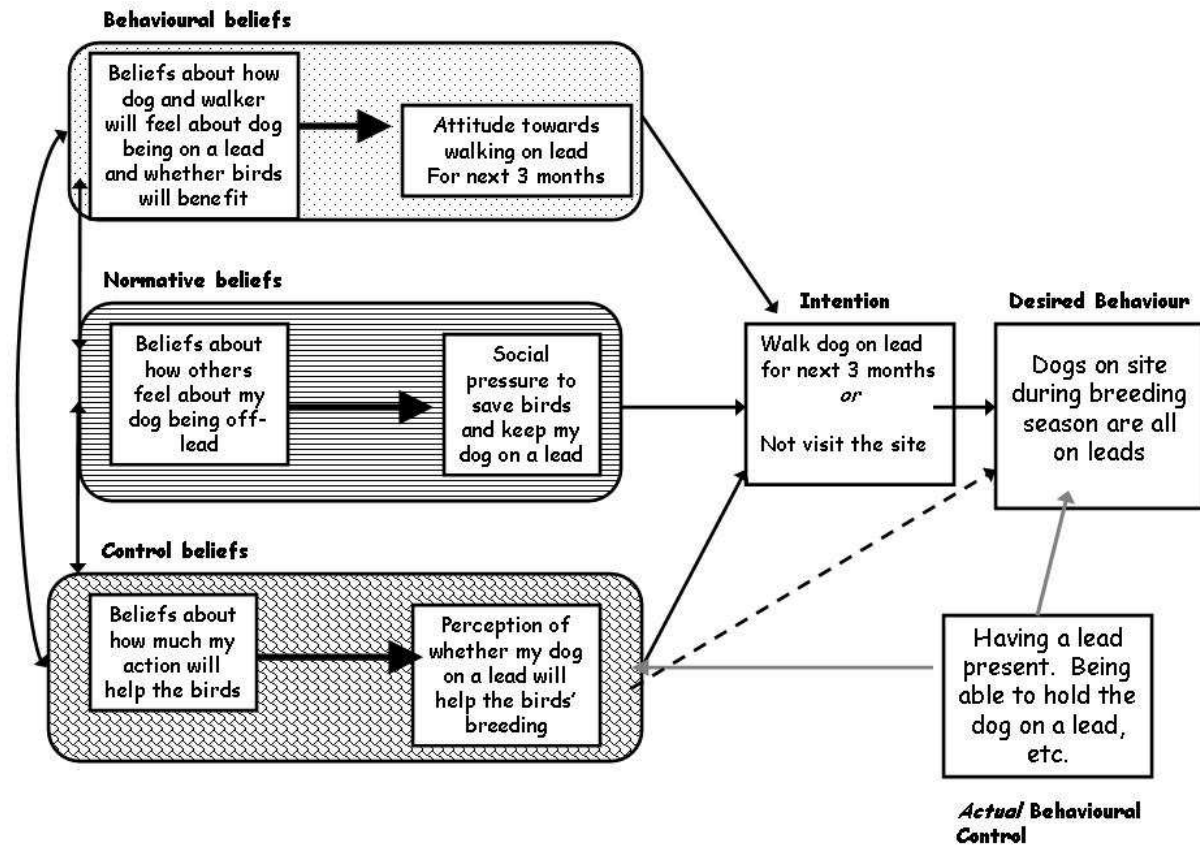 Behavioural beliefs
Beliefs about how
dog and walker
will feel about dog
being on a lead
and whether birds
will benefit
Attitude towards
walking on lead
For next 3 months
Normative beliefs
Beliefs about
how others
feel about my
dog being off-
lead
Social
pressure to
save birds
and keep my
dog on a lead
Intention
Walk dog on lead
for next 3 months
or
Not visit the site
Desired Behaviour
Dogs on site
during breeding
season are all
on leads
Control beliefs
Beliefs about
how much my
action will
help the birds
Perception of
whether my dog
on a lead will
help the birds’
breeding
Having a lead
present. Being
able to hold the
dog on a lead,
etc.
Actual Behavioural
Control